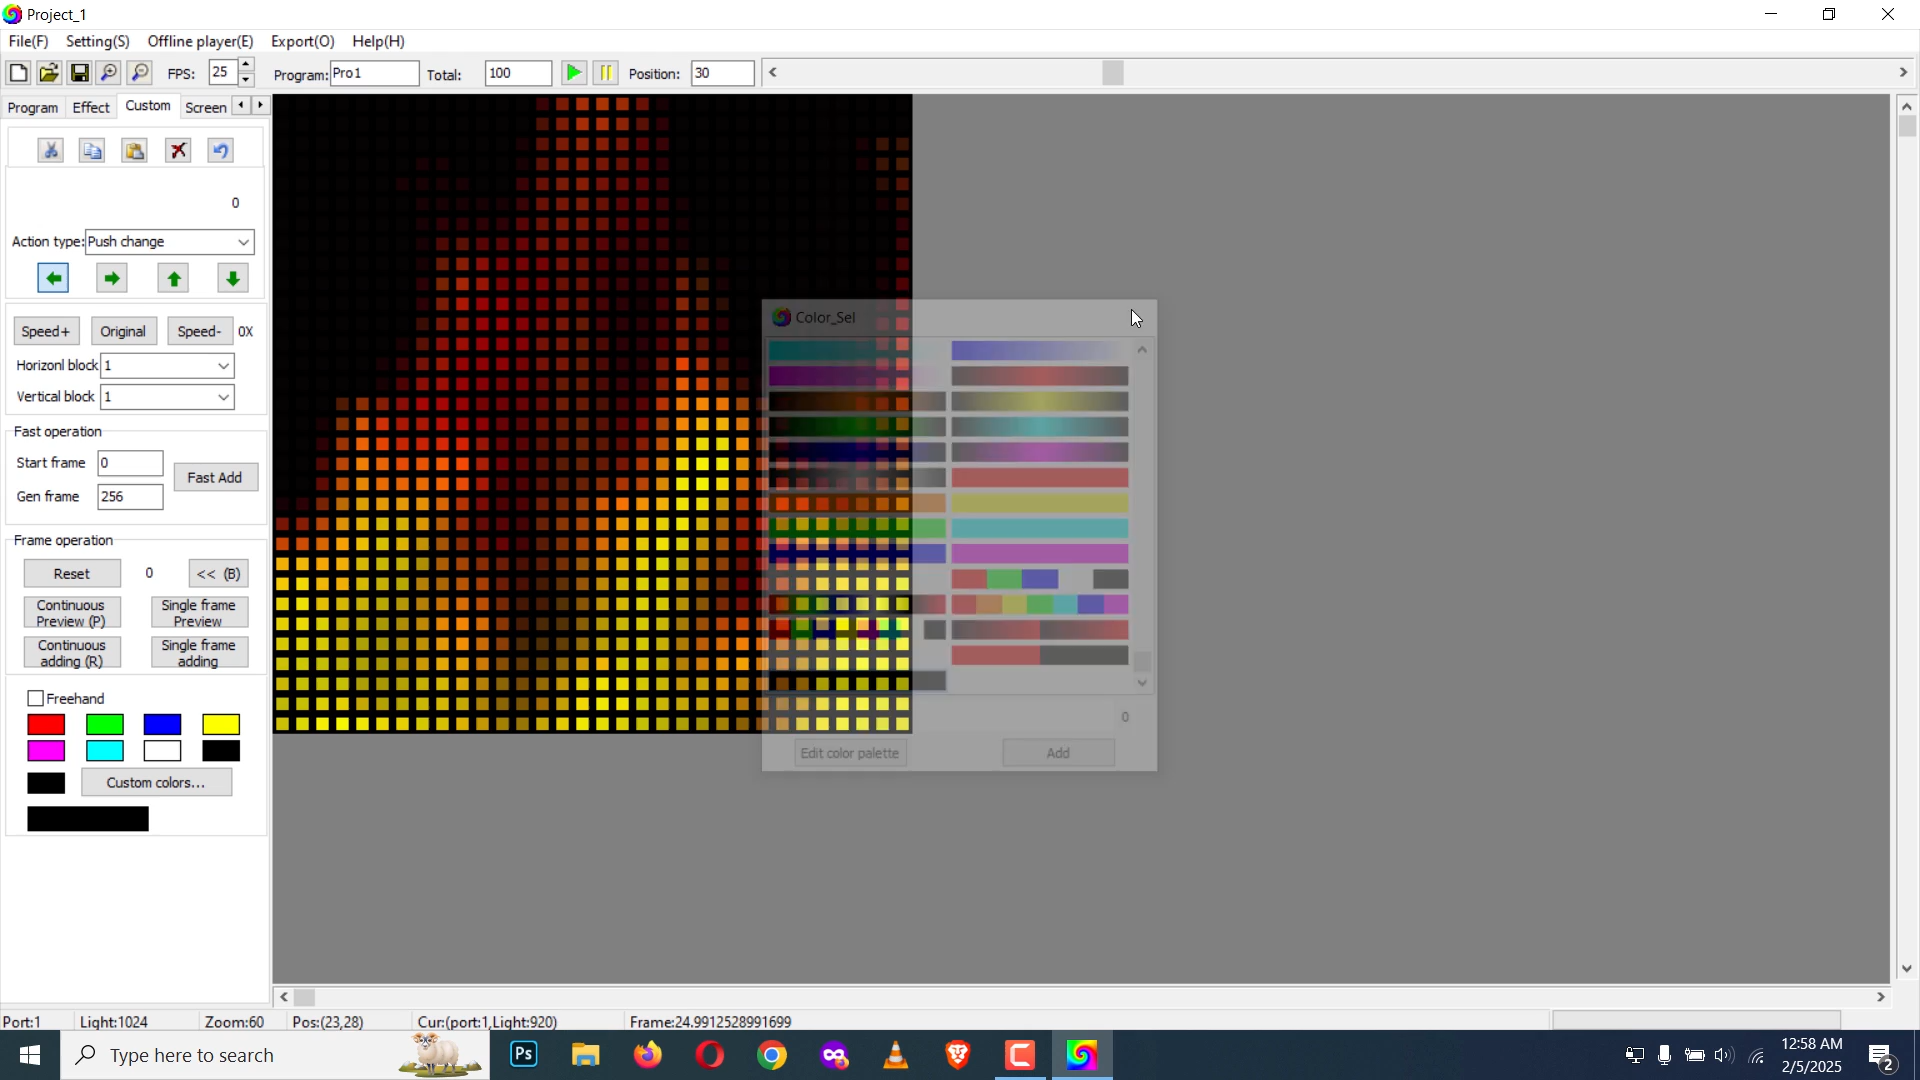 Project_1
File(F) Setting(S) Offline player(E) Export(O) Help(H)
FPS: 25 Program: Pro1 Total: 100 Position: 30
Program Effect Custom Screen
0
Action type: Push change
Speed+ Original Speed- 0X
Horizonl block 1
Vertical block 1
Fast operation
Start frame 0
Gen frame 256
Fast Add
Frame operation
Reset 0 << (B)
Continuous Preview (P)
Single frame Preview
Continuous adding (R)
Single frame adding
Freehand
Custom colors...
Color_Sel
0
Edit color palette Add
Port:1 Light:1024 Zoom:60 Pos:(23,28) Cur:(port:1,Light:920) Frame:24.9912528991699
Type here to search
Ps
12:58 AM
2/5/2025
2